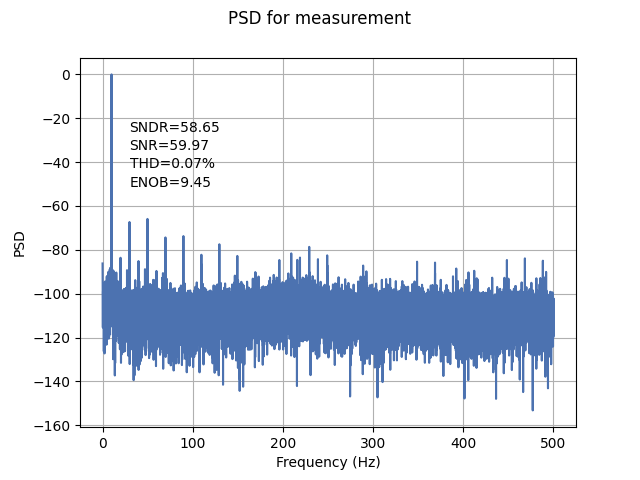 PSD for measurement
0
−20
−40
−60
−80
−100
−120
−140
−160
PSD
SNDR=58.65
SNR=59.97
THD=0.07%
ENOB=9.45
0 100 200 300 400 500
Frequency (Hz)